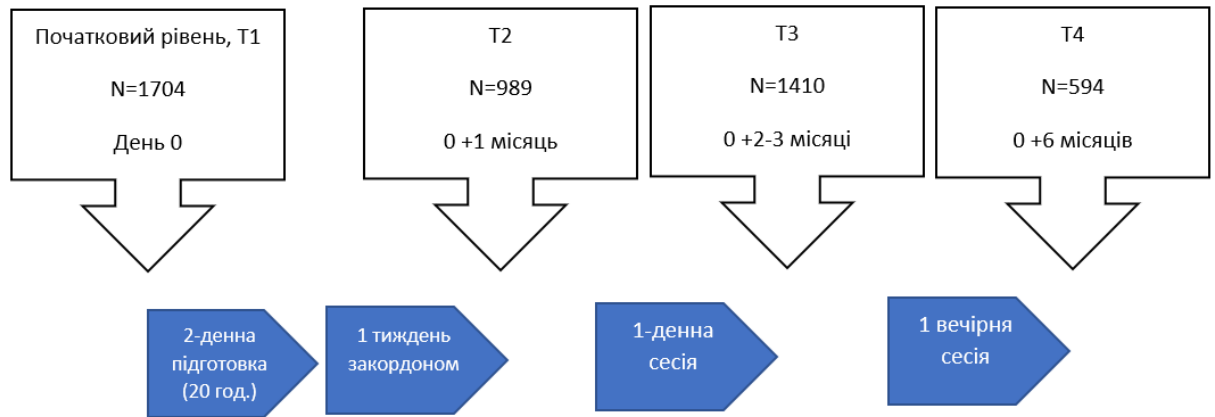 Початковий рівень, Т1
N=1704
День 0
Т2
N=989
0 +1 місяць
Т3
N=1410
0 +2-3 місяці
Т4
N=594
0 +6 місяців
2-денна
підготовка
(20 год.)
1 тиждень
закордоном
1-денна
сесія
1 вечірня
сесія